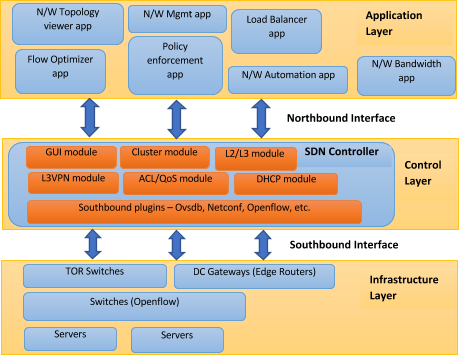 N/W Topology
viewer app
N/W Mgmt app
Load Balancer
app
Application
Layer
Flow Optimizer
app
Policy
enforcement
app
N/W Automation app
N/W Bandwidth
app
Northbound Interface
GUI module
Cluster module
L2/L3 module
SDN Controller
L3VPN module
ACL/QoS module
DHCP module
Control
Layer
Southbound plugins – Ovsdb, Netconf, Openflow, etc.
Southbound Interface
TOR Switches
DC Gateways (Edge Routers)
Infrastructure
Layer
Switches (Openflow)
Servers
Servers